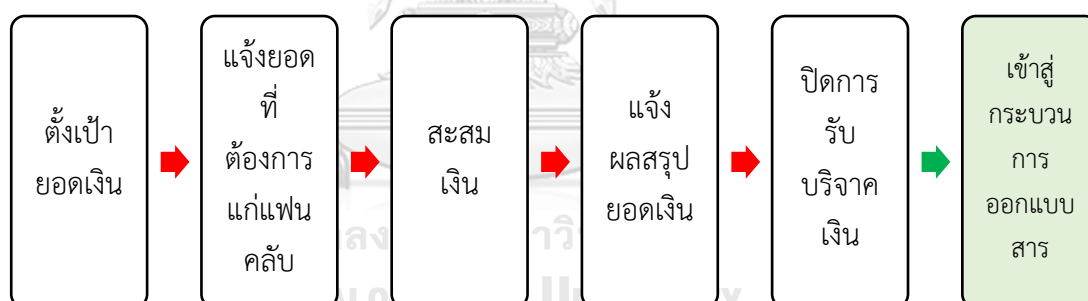 ตั้งเป้า
ยอดเงิน
แจ้งยอด
ที่
ต้องการ
แก่แฟน
คลับ
สะสม
เงิน
แจ้ง
ผลสรุป
ยอดเงิน
ปิดการ
รับ
บริจาค
เงิน
เข้าสู่
กระบวน
การ
ออกแบบ
สาร